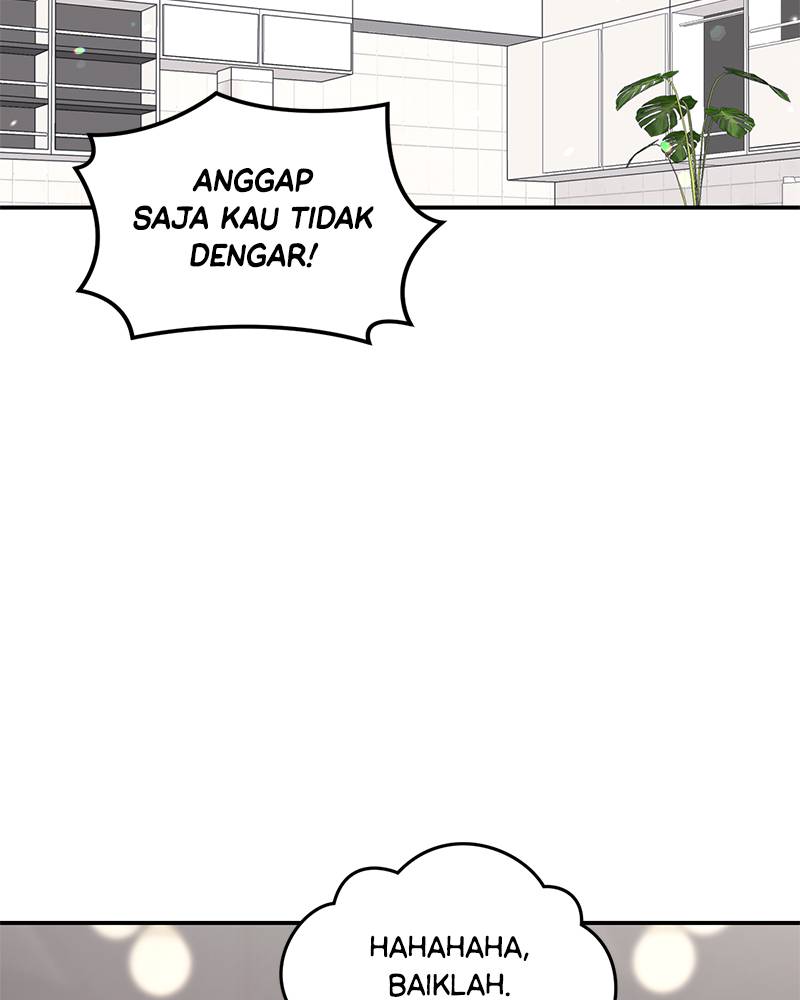 ANGGAP
SAJA KAU TIDAK
DENGAR!
HAHAHAHA,
BAIKLAH.